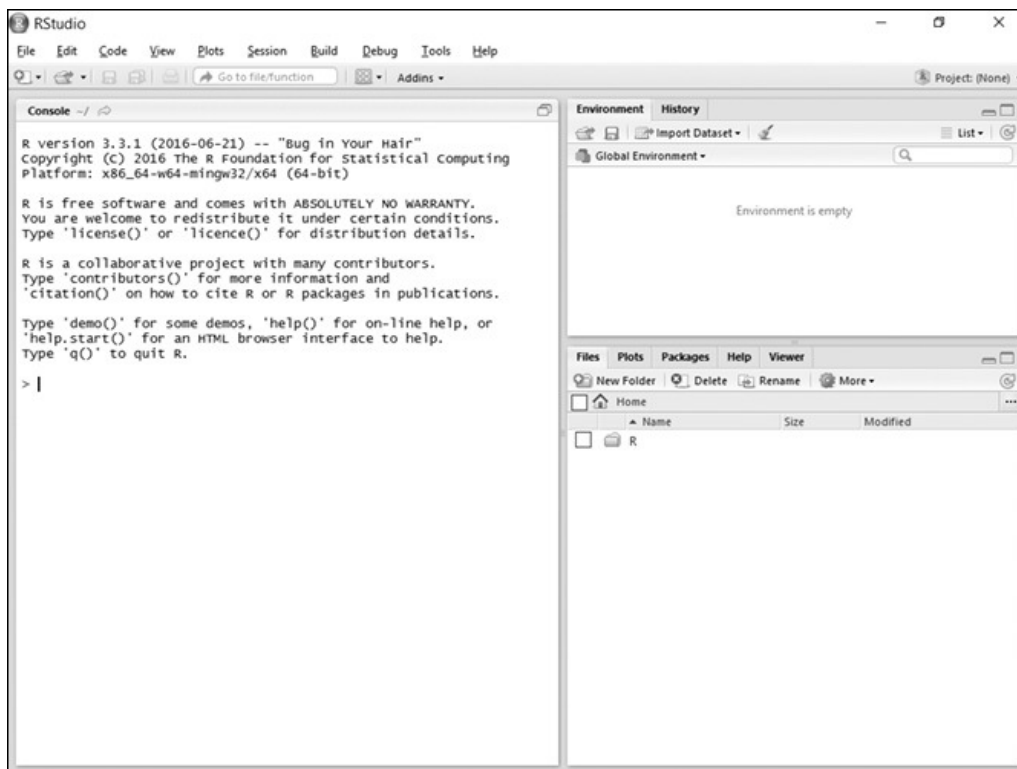 RStudio
File Edit Code View Plots Session Build Debug Tools Help
Go to file/function Addins Project: (None)
Console ~/
R version 3.3.1 (2016-06-21) -- "Bug in Your Hair"
Copyright (C) 2016 The R Foundation for Statistical Computing
Platform: x86_64-w64-mingw32/x64 (64-bit)
R is free software and comes with ABSOLUTELY NO WARRANTY.
You are welcome to redistribute it under certain conditions.
Type 'license()' or 'licence()' for distribution details.
R is a collaborative project with many contributors.
Type 'contributors()' for more information and
'citation()' on how to cite R or R packages in publications.
Type 'demo()' for some demos, 'help()' for on-line help, or
'help.start()' for an HTML browser interface to help.
Type 'q()' to quit R.
>
Environment History
Import Dataset List
Global Environment
Environment is empty
Files Plots Packages Help Viewer
New Folder Delete Rename More
Home ...
Name Size Modified
R